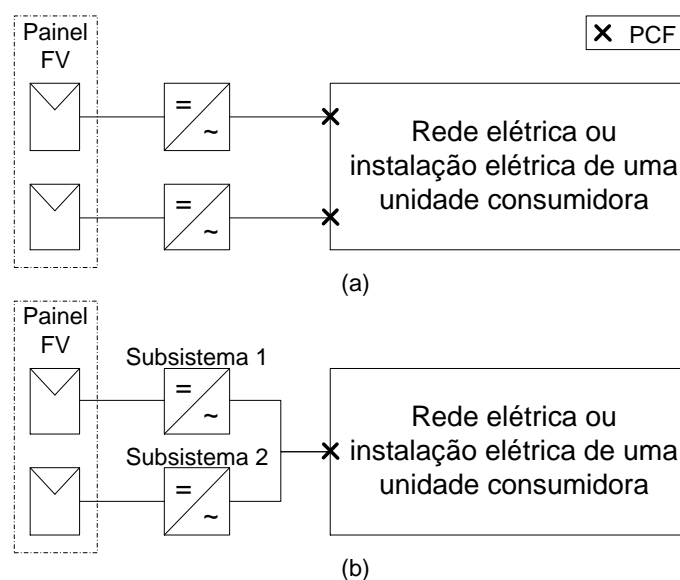 Painel
FV
PCF
=
~
=
~
Rede elétrica ou
instalação elétrica de uma
unidade consumidora
(a)
Painel
FV
Subsistema 1
=
~
Subsistema 2
=
~
Rede elétrica ou
instalação elétrica de uma
unidade consumidora
(b)